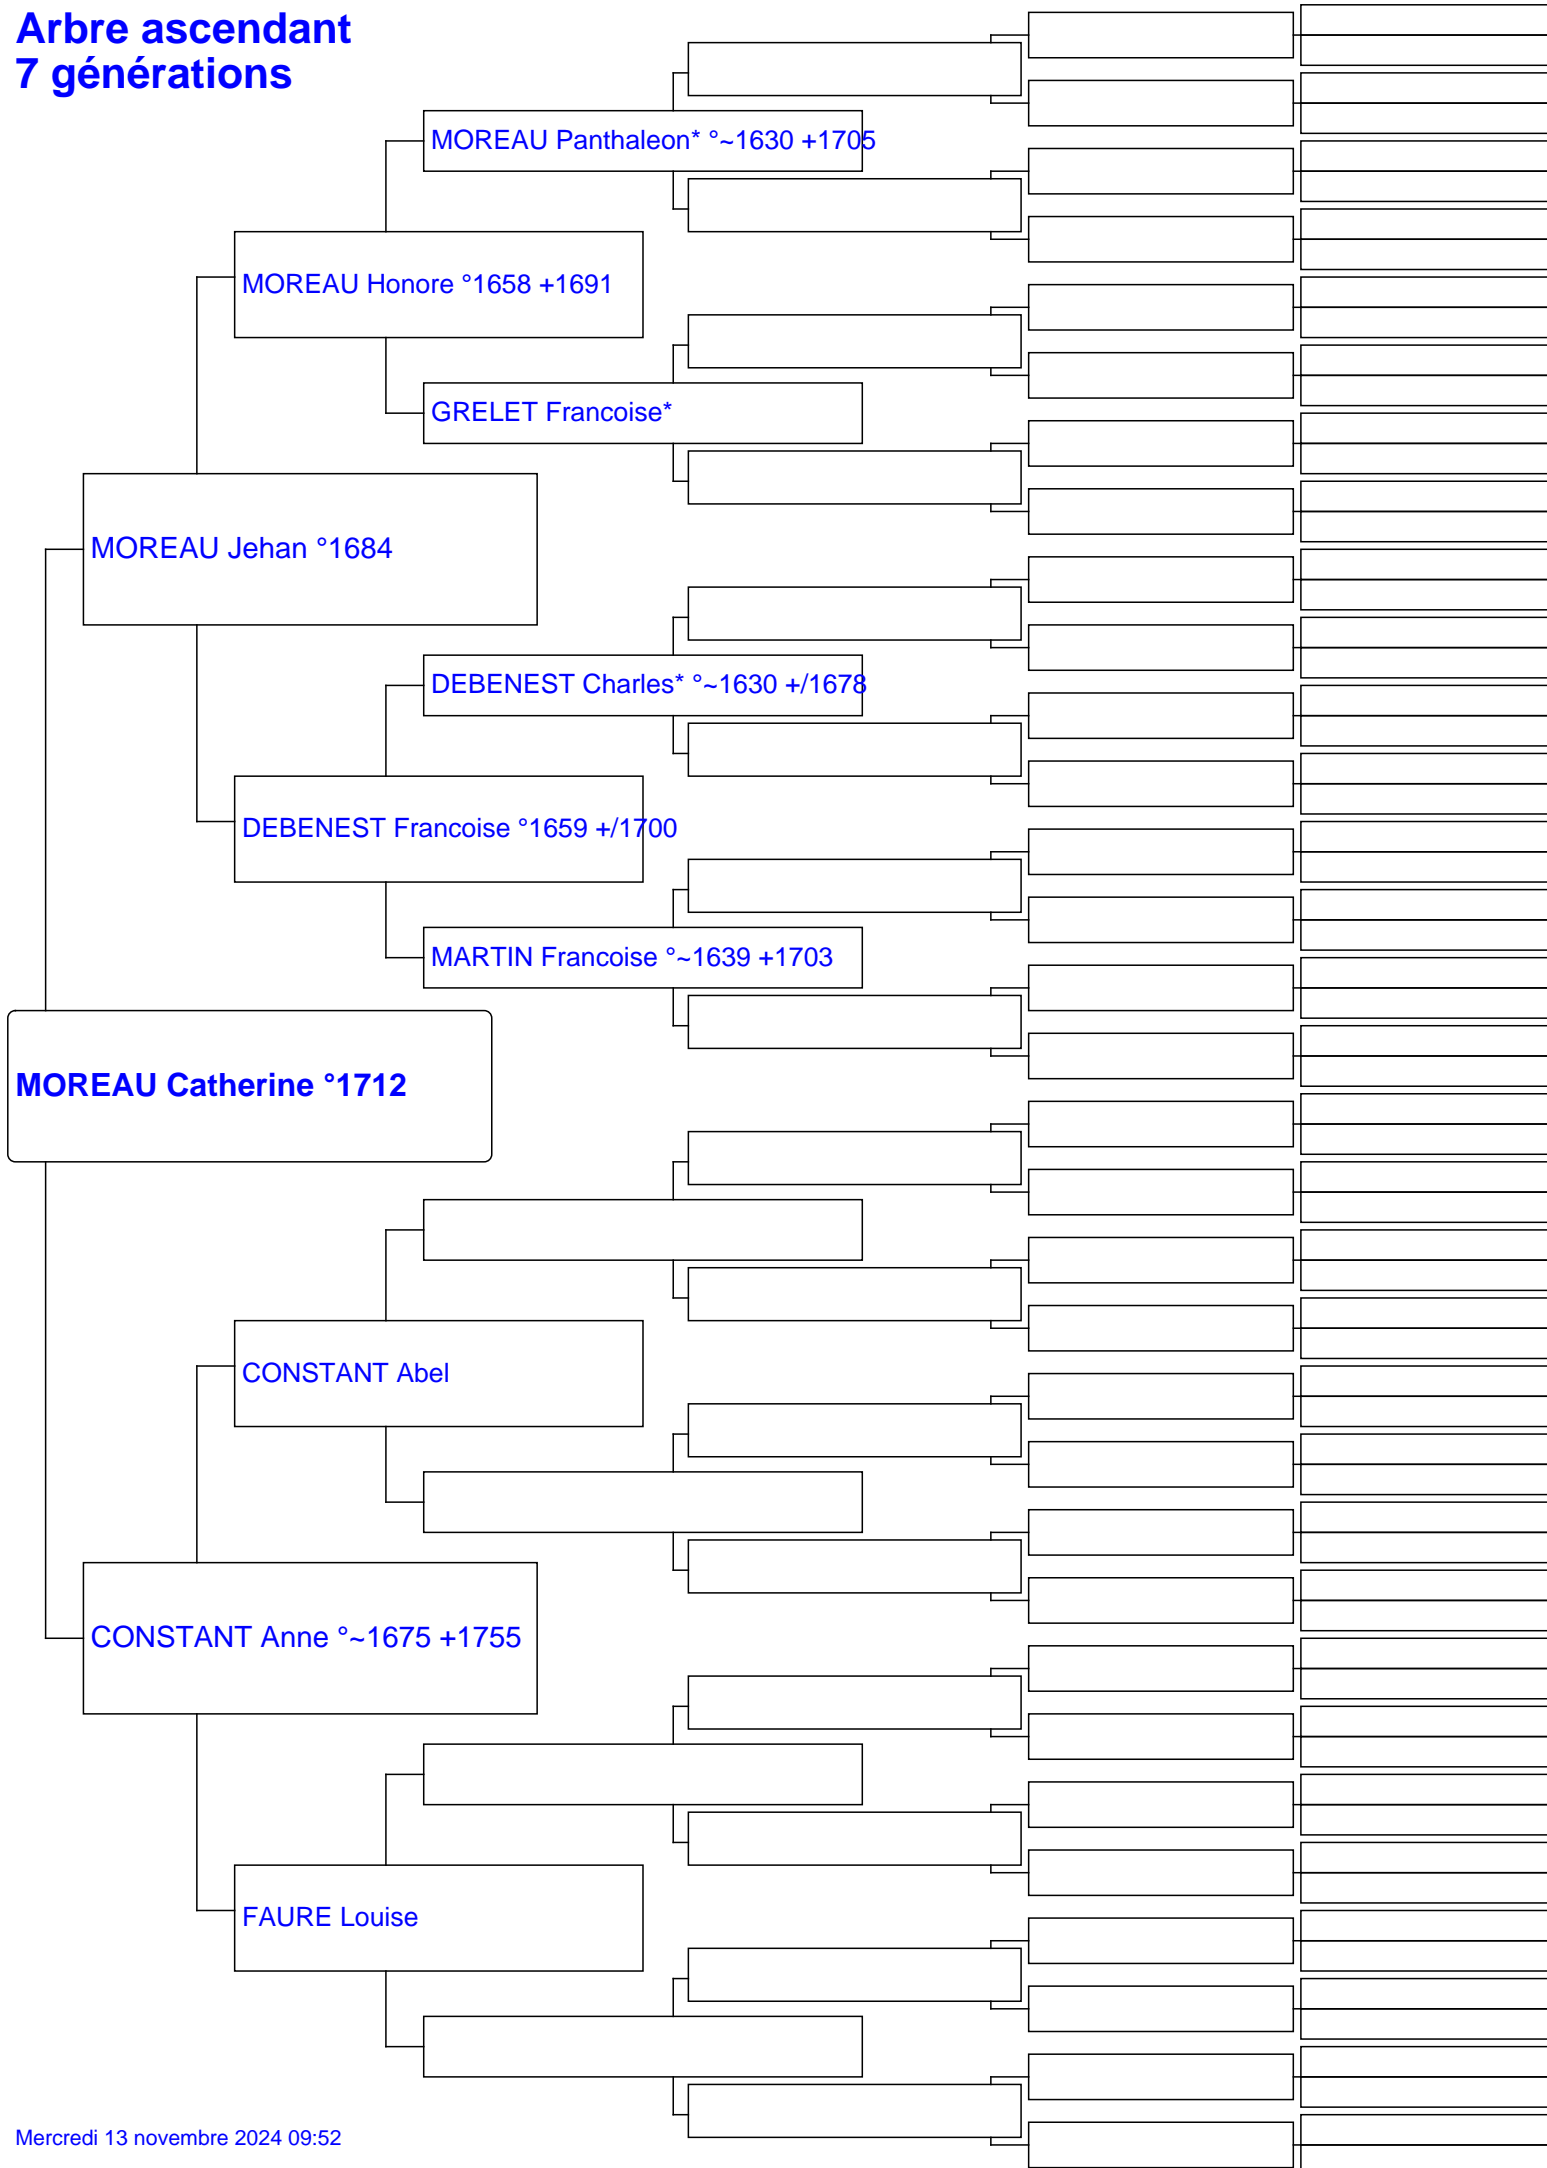 Arbre ascendant
7 générations
MOREAU Panthaleon* °~1630 +1705
MOREAU Honore °1658 +1691
GRELET Francoise*
MOREAU Jehan °1684
DEBENEST Charles* °~1630 +/1678
DEBENEST Francoise °1659 +/1700
MARTIN Francoise °~1639 +1703
MOREAU Catherine °1712
CONSTANT Abel
CONSTANT Anne °~1675 +1755
FAURE Louise
Mercredi 13 novembre 2024 09:52